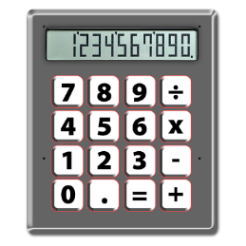 1234567890.
7 8 9 ÷
4 5 6 x
1 2 3 -
0 . = +